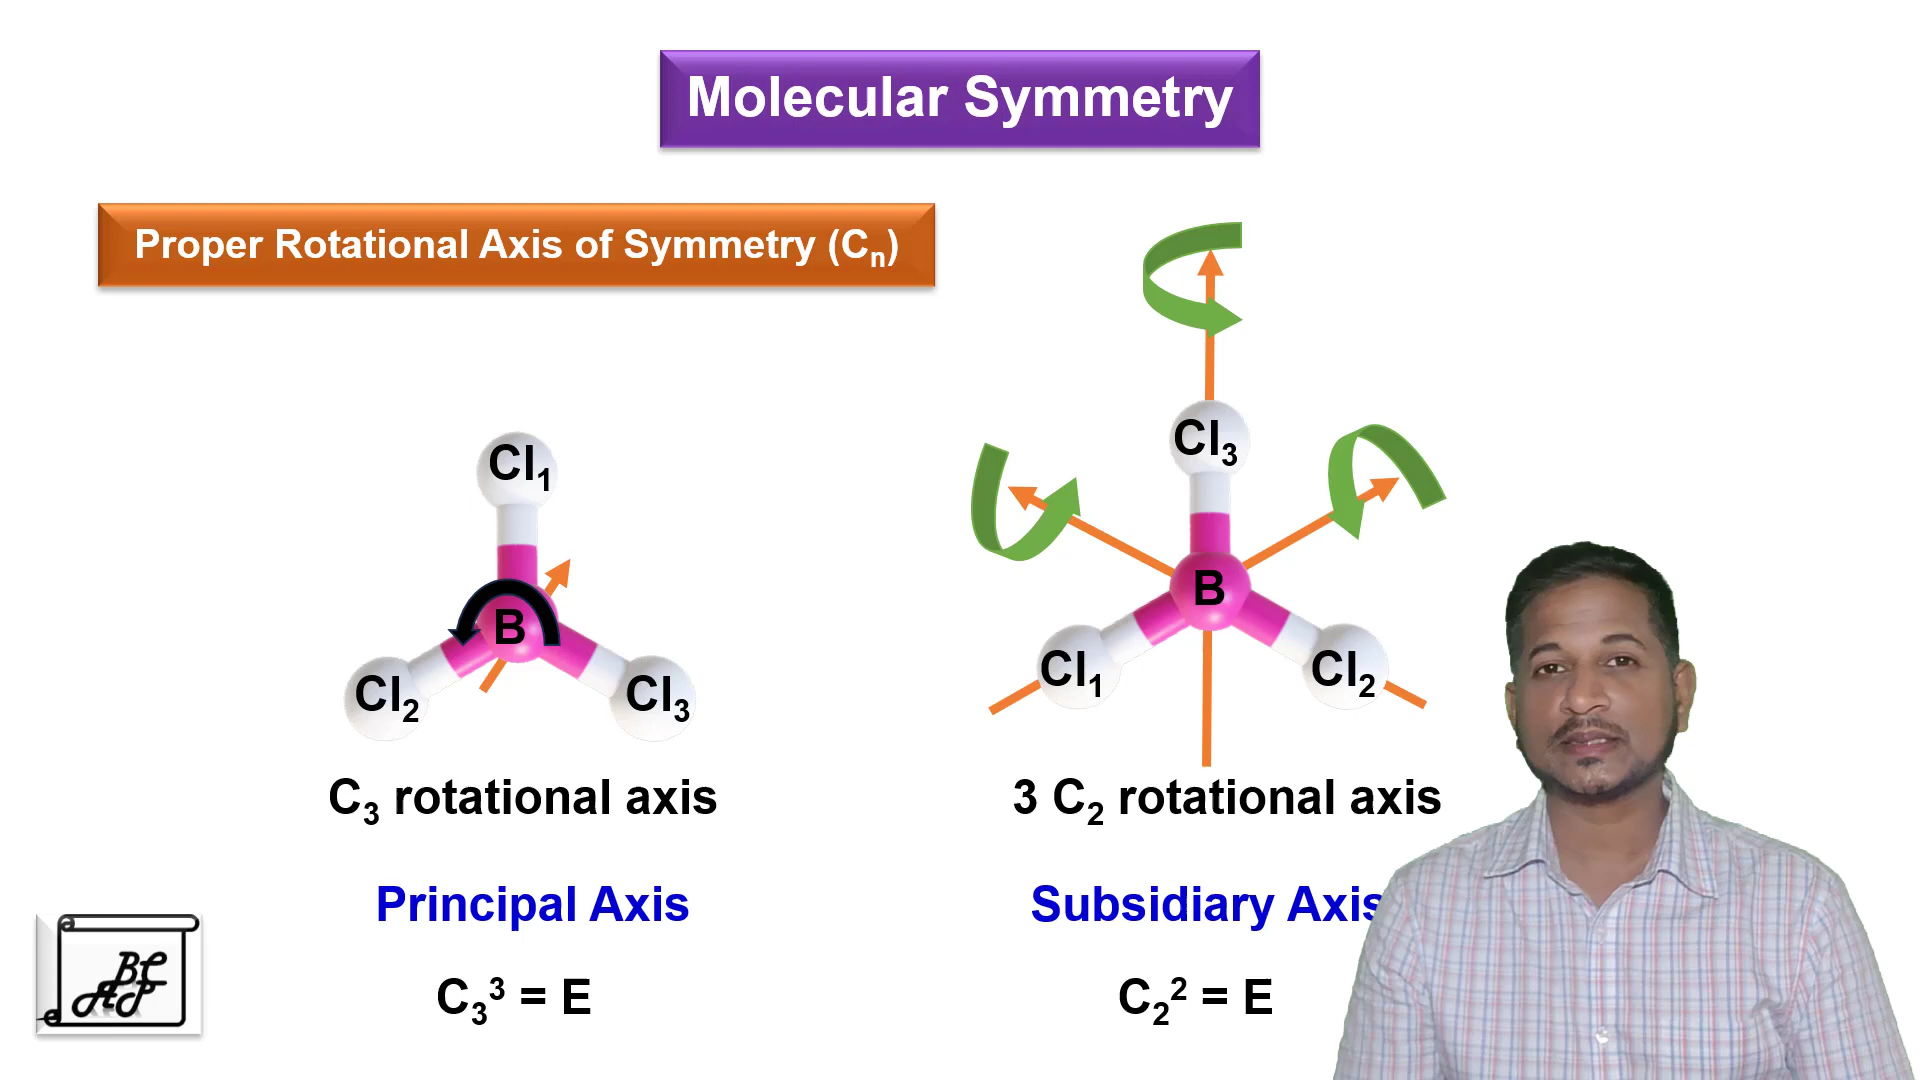 Molecular Symmetry
Proper Rotational Axis of Symmetry (Cₙ)
Cl₁
B
Cl₂
Cl₃
C₃ rotational axis
Principal Axis
C₃³ = E
Cl₃
B
Cl₁
Cl₂
3 C₂ rotational axis
Subsidiary Axis
C₂² = E